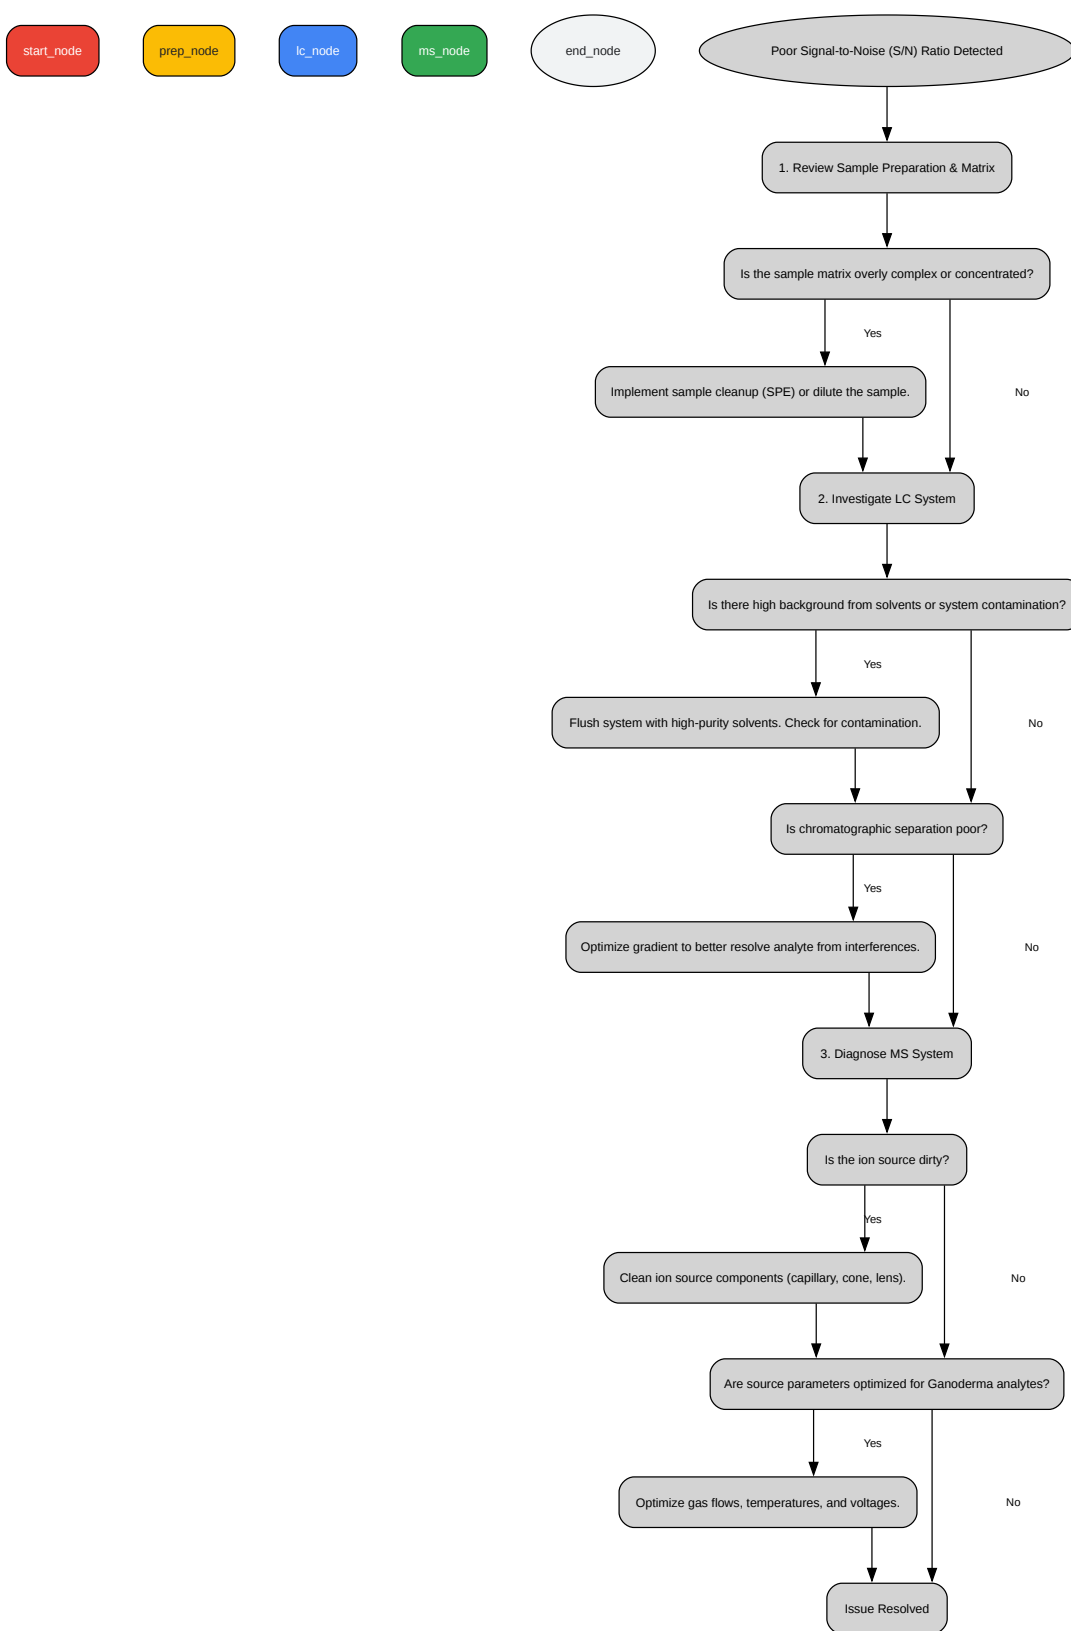 start_node
prep_node
lc_node
ms_node
end_node
Poor Signal-to-Noise (S/N) Ratio Detected
1. Review Sample Preparation & Matrix
Is the sample matrix overly complex or concentrated?
Yes
Implement sample cleanup (SPE) or dilute the sample.
No
2. Investigate LC System
Is there high background from solvents or system contamination?
Yes
Flush system with high-purity solvents. Check for contamination.
No
Is chromatographic separation poor?
Yes
Optimize gradient to better resolve analyte from interferences.
No
3. Diagnose MS System
Is the ion source dirty?
Yes
Clean ion source components (capillary, cone, lens).
No
Are source parameters optimized for Ganoderma analytes?
Yes
Optimize gas flows, temperatures, and voltages.
No
Issue Resolved